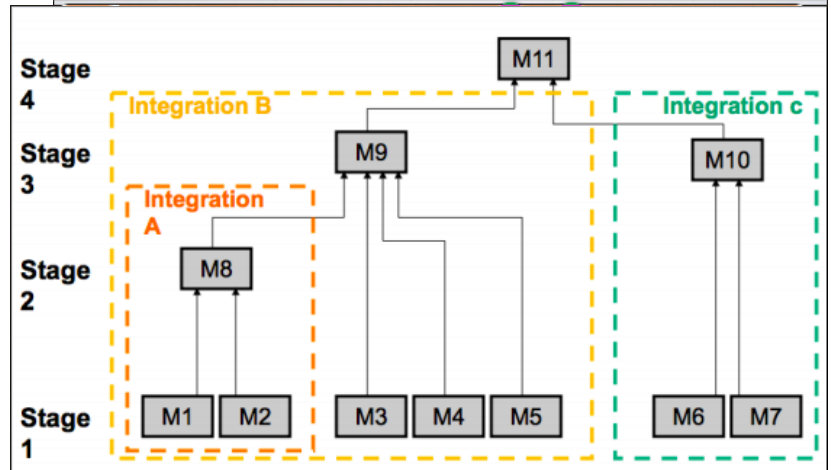 M11
Stage
4
Integration B
Integration c
Stage
3
M9
M10
Integration
A
Stage
2
M8
Stage
1
M1
M2
M3
M4
M5
M6
M7